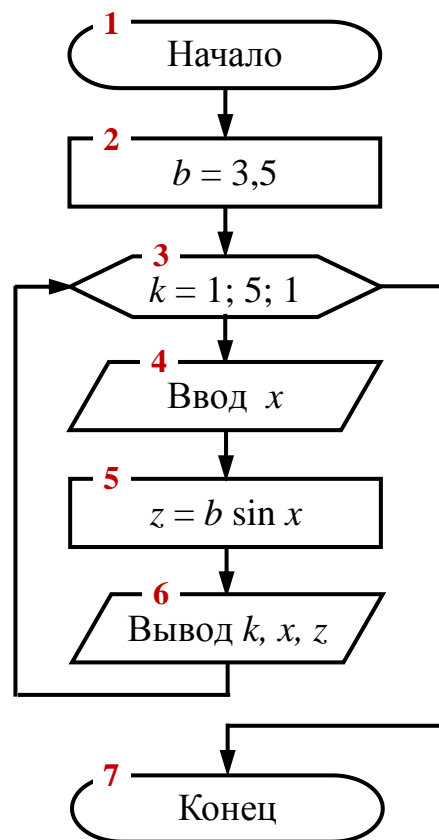 1
Начало
2
b = 3,5
3
k = 1; 5; 1
4
Ввод x
5
z = b sin x
6
Вывод k, x, z
7
Конец